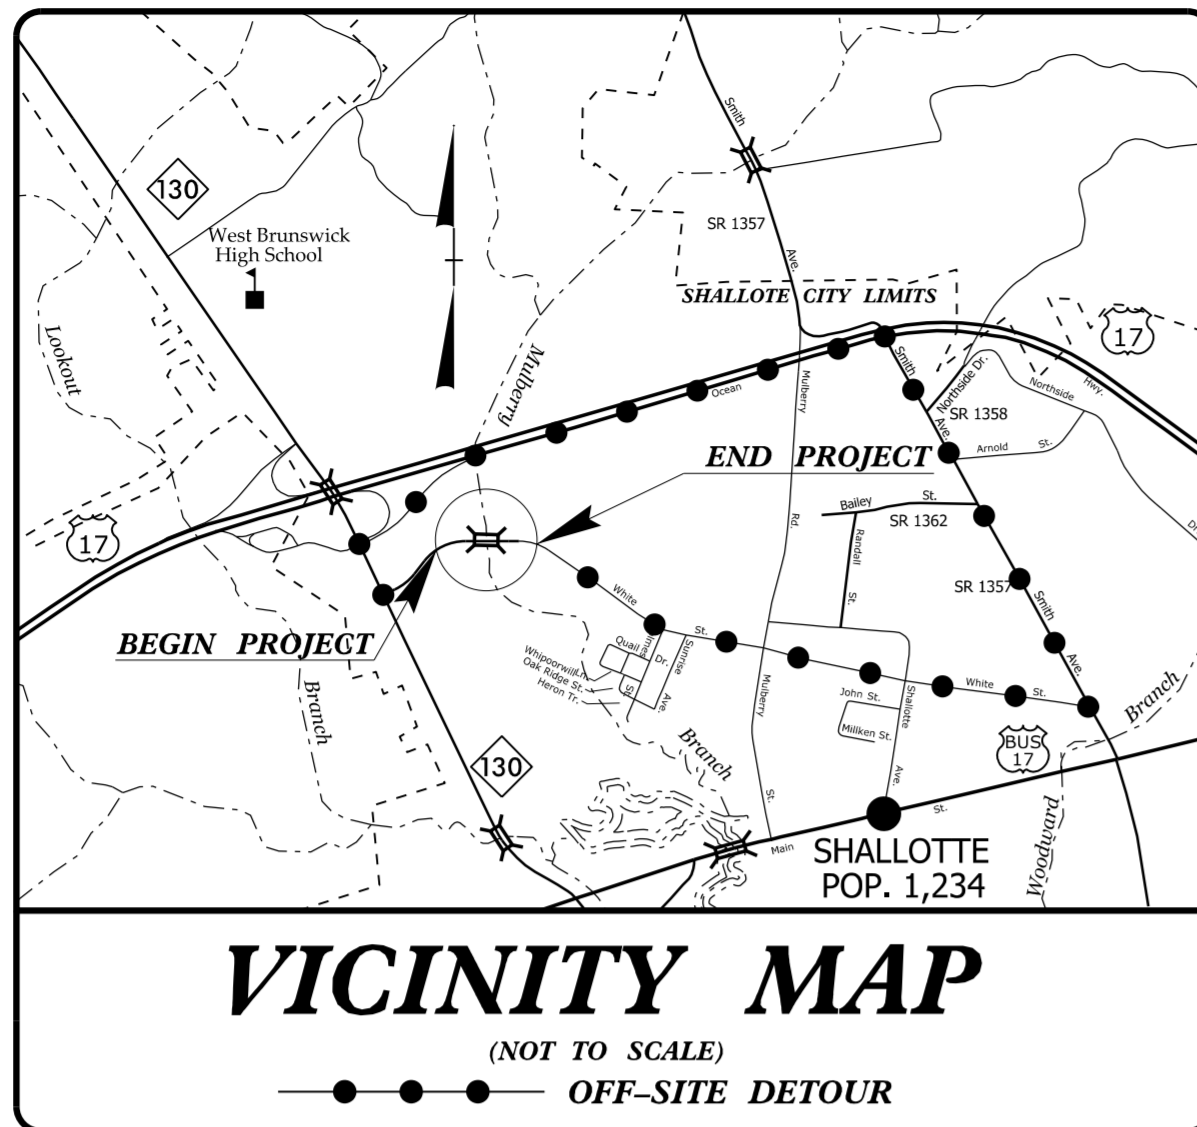 Smith
130
SR 1357
West Brunswick
High School
Ave.
SHALLOTE CITY LIMITS
17
Lookout
Mulberry
Smith
Northside Dr.
Northside
Hwy.
Ocean
Mulberry
SR 1358
Ave.
Arnold St.
END PROJECT
Bailey St.
SR 1362
17
Rd.
Randall
St.
SR 1357
Smith
Ave.
White
St.
BEGIN PROJECT
Quail
Dr.
Sunrise
Ave.
Whipoorwill Ln.
Oak Ridge St.
Heron Tr.
St.
Mulberry
St.
White St.
John St.
Shallotte
Ave.
Millken St.
Branch
Branch
Branch
BUS
17
130
Woodward
Main
St.
SHALLOTTE
POP. 1,234
VICINITY MAP
(NOT TO SCALE)
OFF–SITE DETOUR